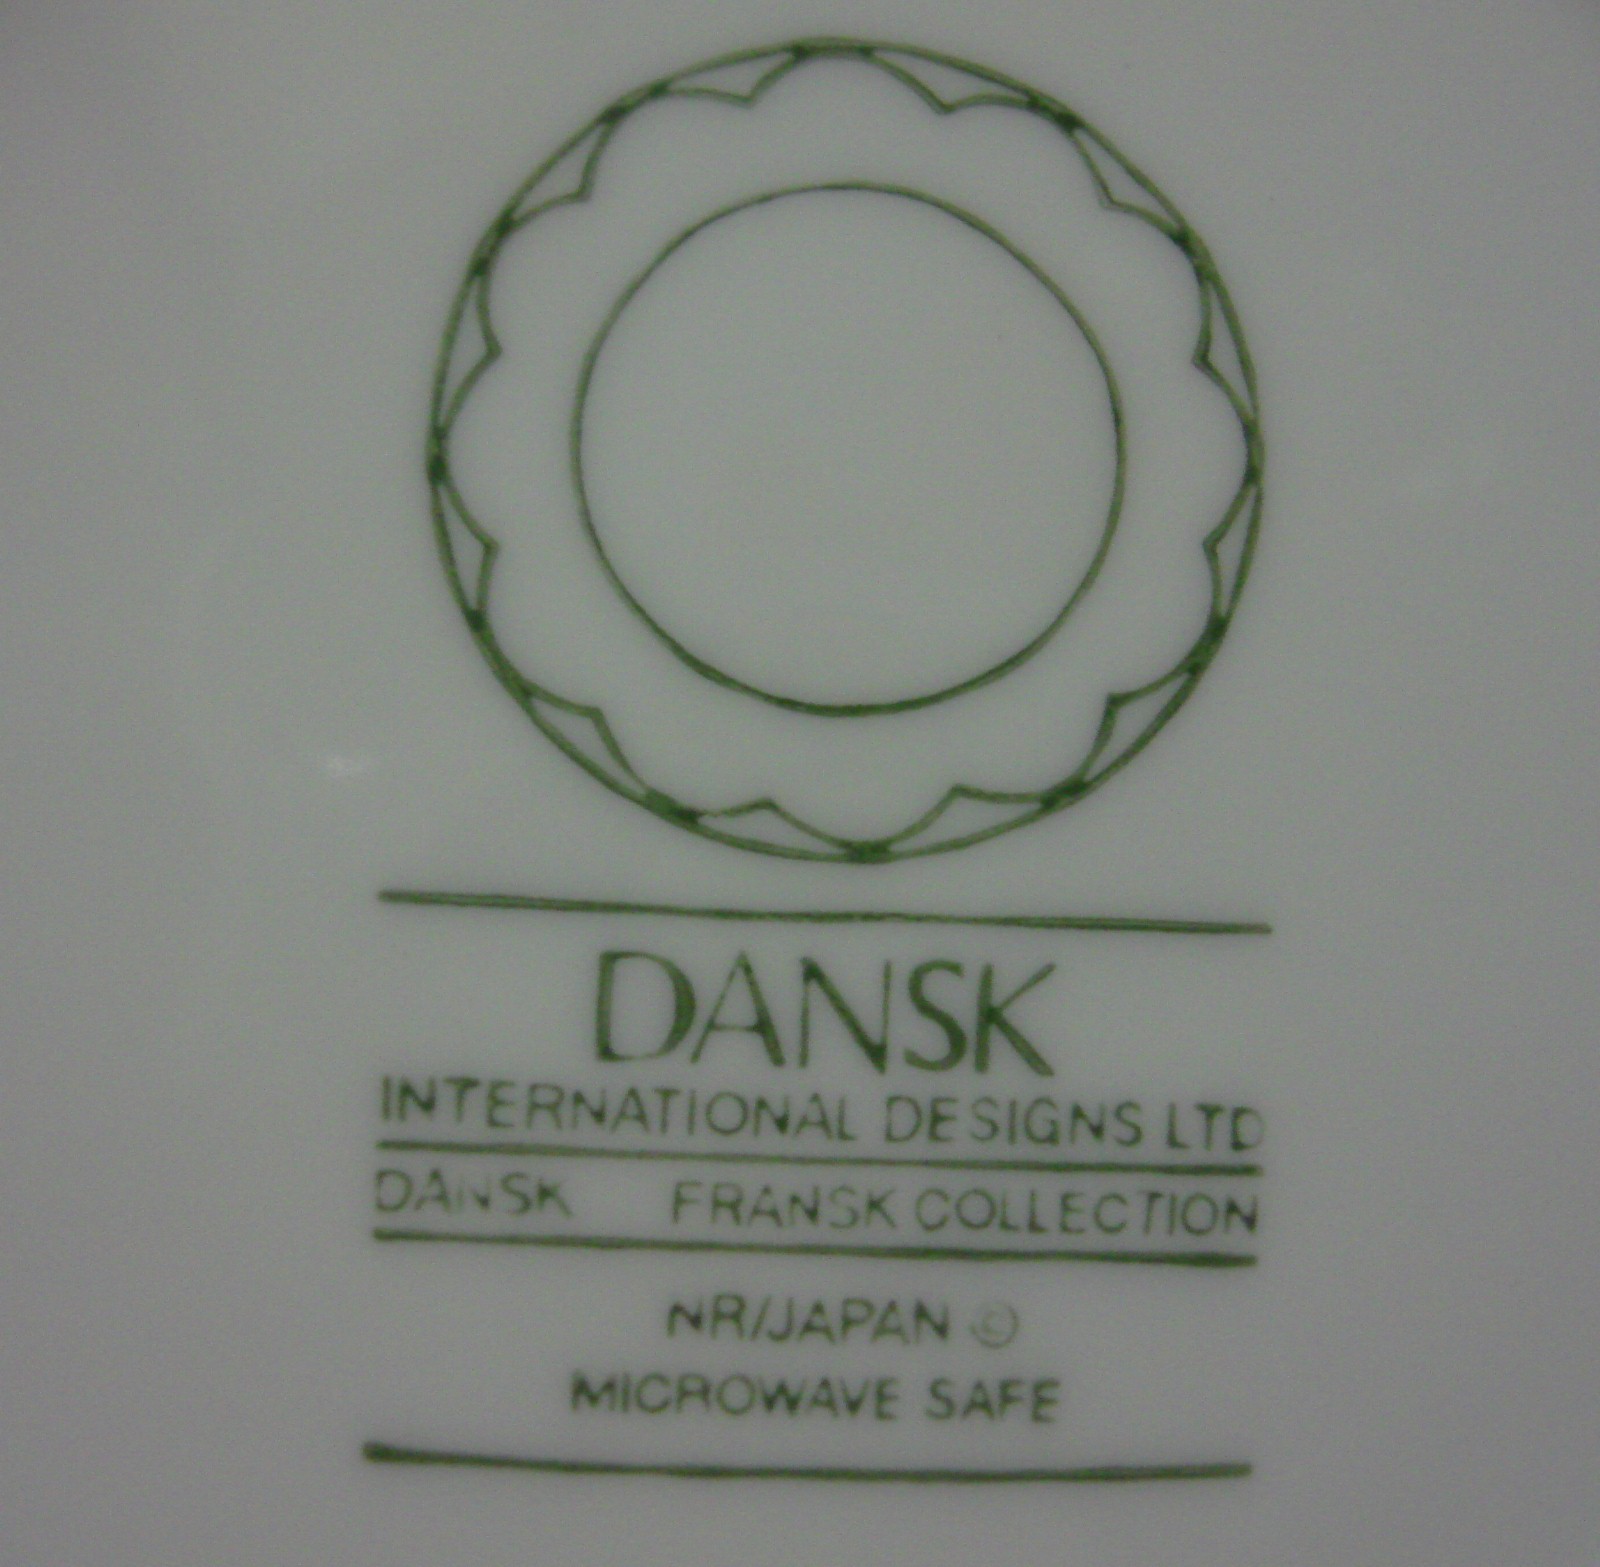 DANSK
INTERNATIONAL DESIGNS LTD
DANSK FRANSK COLLECTION
NR/JAPAN ©
MICROWAVE SAFE